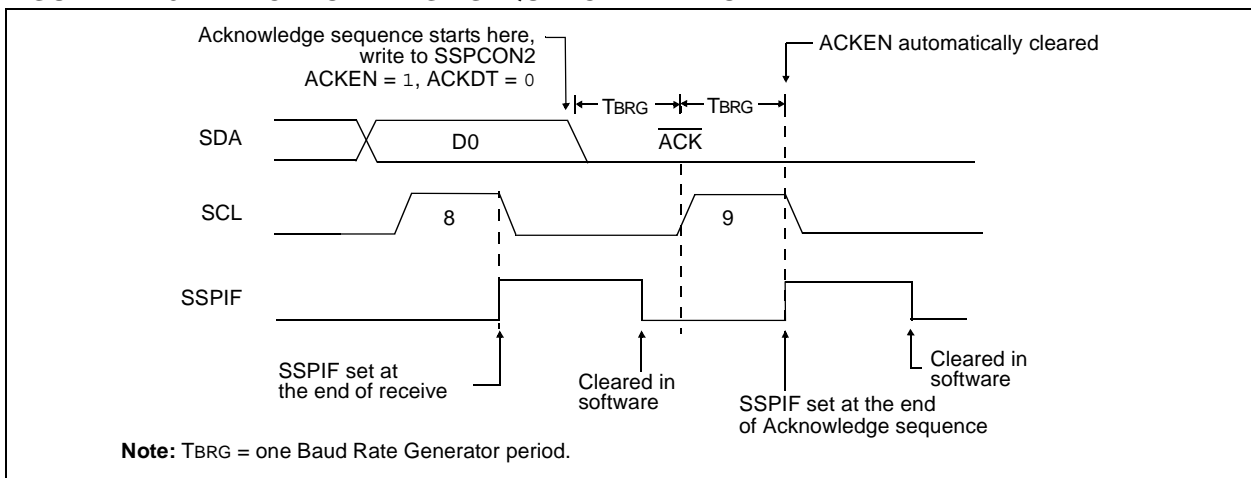 Acknowledge sequence starts here,
write to SSPCON2
ACKEN = 1, ACKDT = 0
ACKEN automatically cleared
TBRG
TBRG
SDA
D0
ACK
SCL
8
9
SSPIF
SSPIF set at
the end of receive
Cleared in
software
SSPIF set at the end
of Acknowledge sequence
Cleared in
software
Note: TBRG = one Baud Rate Generator period.